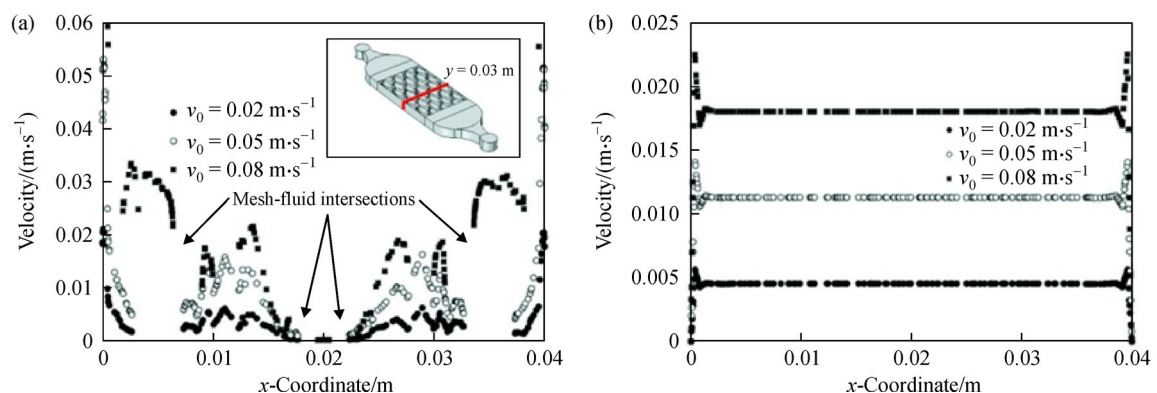 (a)
0.06
0.05
0.04
0.03
0.02
0.01
0
Velocity/(m·s⁻¹)
v₀ = 0.02 m·s⁻¹
v₀ = 0.05 m·s⁻¹
v₀ = 0.08 m·s⁻¹
y = 0.03 m
Mesh-fluid intersections
0 0.01 0.02 0.03 0.04
x-Coordinate/m
(b)
0.025
0.020
0.015
0.010
0.005
0
Velocity/(m·s⁻¹)
v₀ = 0.02 m·s⁻¹
v₀ = 0.05 m·s⁻¹
v₀ = 0.08 m·s⁻¹
0 0.01 0.02 0.03 0.04
x-Coordinate/m